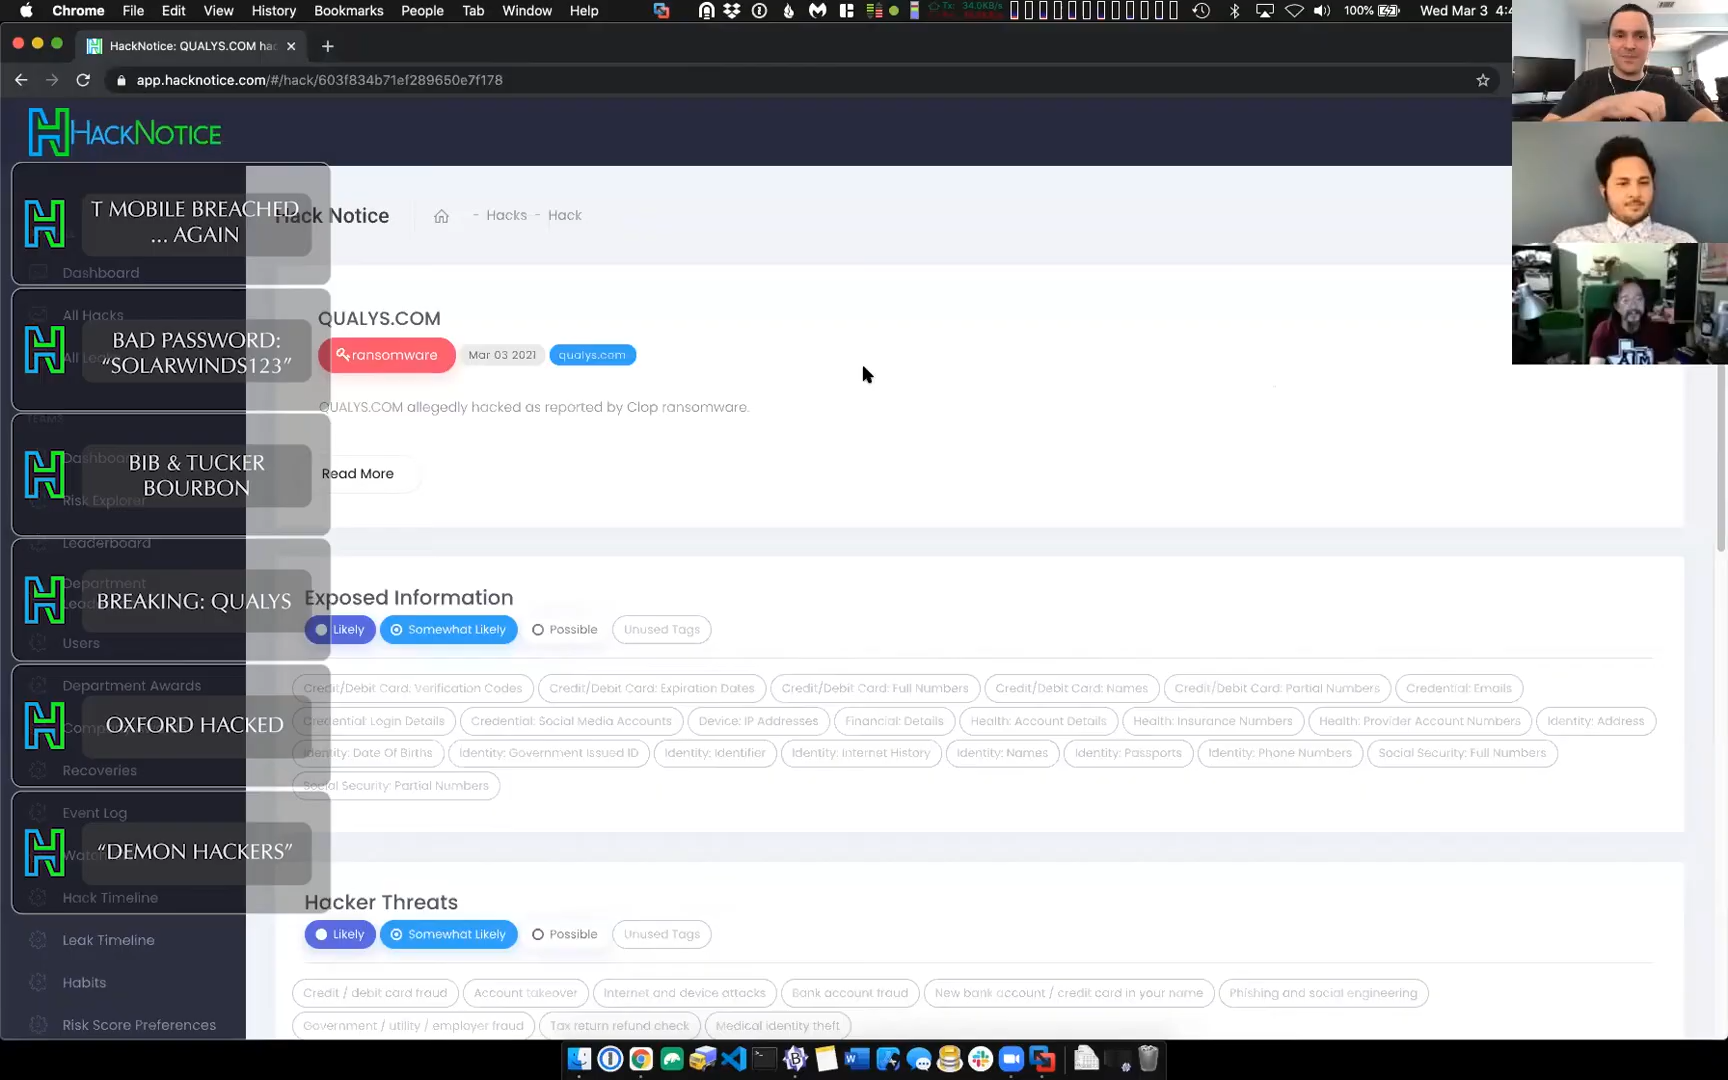 Chrome File Edit View History Bookmarks People Tab Window Help
Tx: 34.0KB/s
100%
Wed Mar 3
HackNotice: QUALYS.COM hac
app.hacknotice.com/#/hack/603f834b71ef289650e7f178
HACKNOTICE
T MOBILE BREACHED
... AGAIN
Hack Notice
- Hacks - Hack
Dashboard
All Hacks
BAD PASSWORD:
"SOLARWINDS123"
QUALYS.COM
ransomware
Mar 03 2021
qualys.com
QUALYS.COM allegedly hacked as reported by Clop ransomware.
TEAMS
BIB & TUCKER
BOURBON
Read More
Risk Explorer
Leaderboard
Department
BREAKING: QUALYS
Exposed Information
Likely Somewhat Likely Possible Unused Tags
Users
Department Awards
OXFORD HACKED
Recoveries
Credit/Debit Card: Verification Codes Credit/Debit Card: Expiration Dates Credit/Debit Card: Full Numbers Credit/Debit Card: Names Credit/Debit Card: Partial Numbers Credential: Emails
Credential: Login Details Credential: Social Media Accounts Device: IP Addresses Financial Details Health: Account Details Health: Insurance Numbers Health: Provider Account Numbers Identity: Address
Identity: Date Of Births Identity: Government Issued ID Identity: Identifier Identity: Internet History Identity: Names Identity: Passports Identity: Phone Numbers Social Security: Full Numbers
Social Security: Partial Numbers
Event Log
"DEMON HACKERS"
Hack Timeline
Leak Timeline
Habits
Risk Score Preferences
Hacker Threats
Likely Somewhat Likely Possible Unused Tags
Credit / debit card fraud Account takeover Internet and device attacks Bank account fraud New bank account / credit card in your name Phishing and social engineering
Government / utility / employer fraud Tax return refund check Medical identity theft